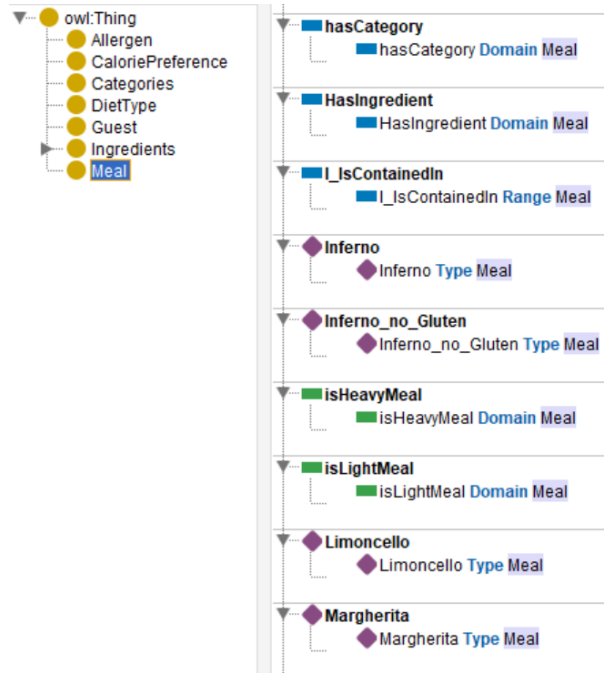 owl:Thing
Allergen
CaloriePreference
Categories
DietType
Guest
Ingredients
Meal
hasCategory
hasCategory Domain Meal
HasIngredient
HasIngredient Domain Meal
I_IsContainedIn
I_IsContainedIn Range Meal
Inferno
Inferno Type Meal
Inferno_no_Gluten
Inferno_no_Gluten Type Meal
isHeavyMeal
isHeavyMeal Domain Meal
isLightMeal
isLightMeal Domain Meal
Limoncello
Limoncello Type Meal
Margherita
Margherita Type Meal